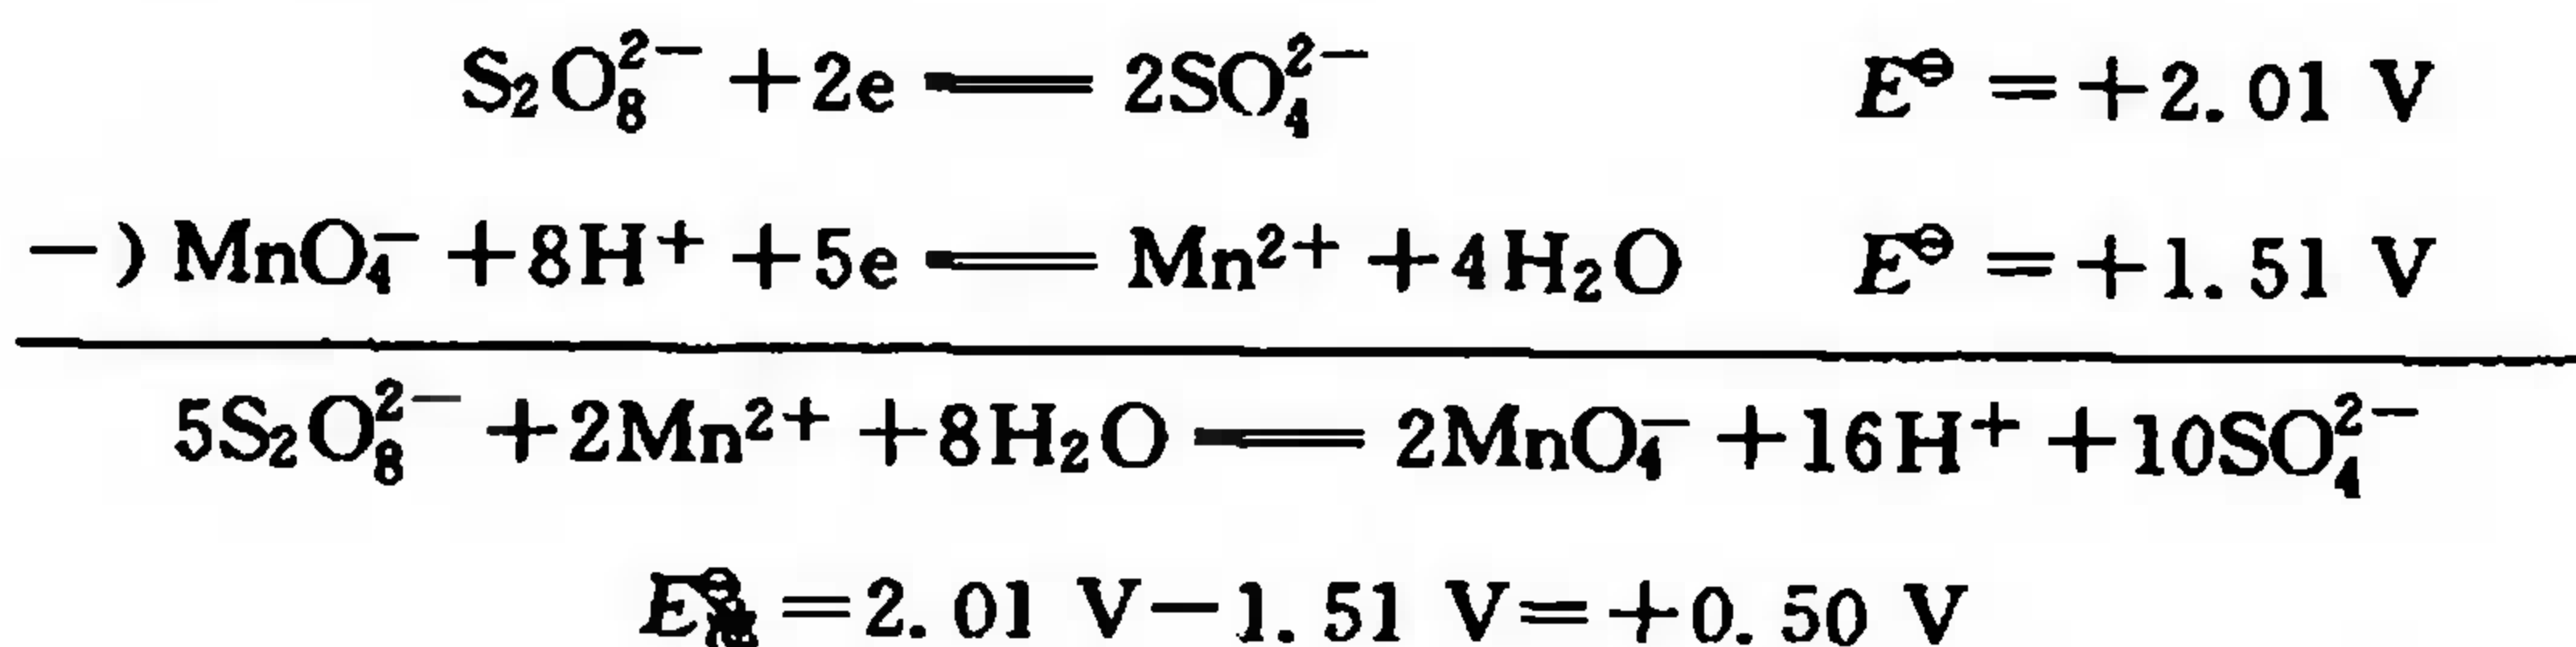 S₂O₈²⁻ + 2e == 2SO₄²⁻ E⊖ = +2.01 V
−) MnO₄⁻ + 8H⁺ + 5e == Mn²⁺ + 4H₂O E⊖ = +1.51 V
5S₂O₈²⁻ + 2Mn²⁺ + 8H₂O == 2MnO₄⁻ + 16H⁺ + 10SO₄²⁻
E⊖ = 2.01 V − 1.51 V = +0.50 V